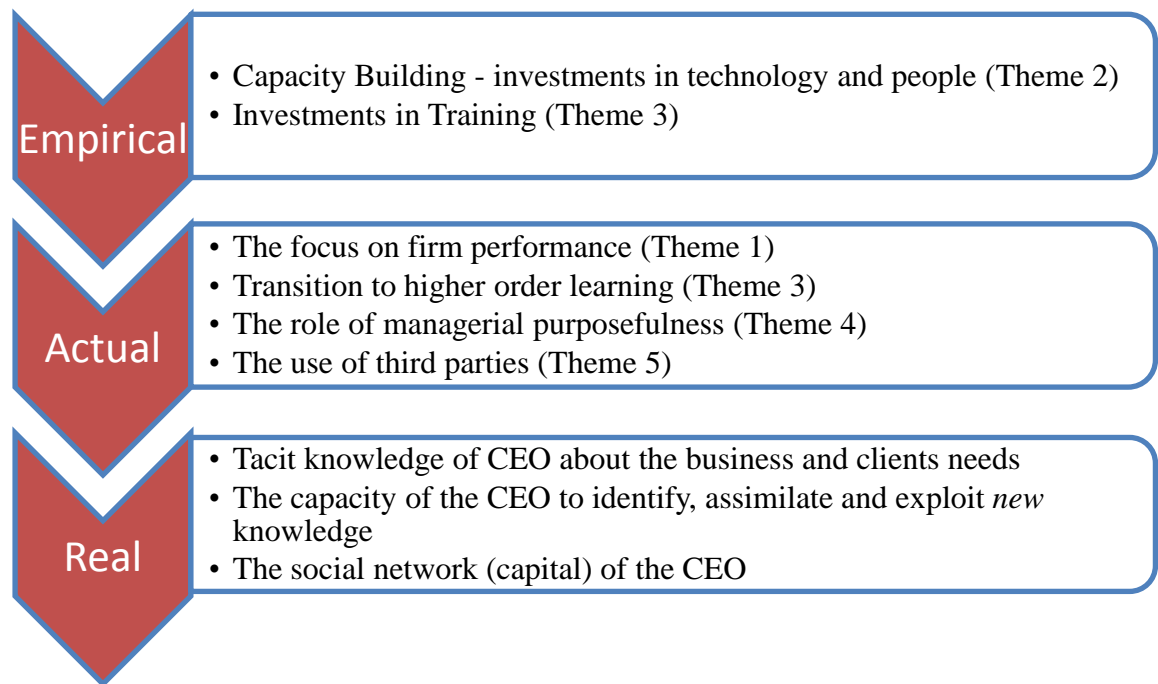 Empirical
• Capacity Building - investments in technology and people (Theme 2)
• Investments in Training (Theme 3)
Actual
• The focus on firm performance (Theme 1)
• Transition to higher order learning (Theme 3)
• The role of managerial purposefulness (Theme 4)
• The use of third parties (Theme 5)
Real
• Tacit knowledge of CEO about the business and clients needs
• The capacity of the CEO to identify, assimilate and exploit new
knowledge
• The social network (capital) of the CEO